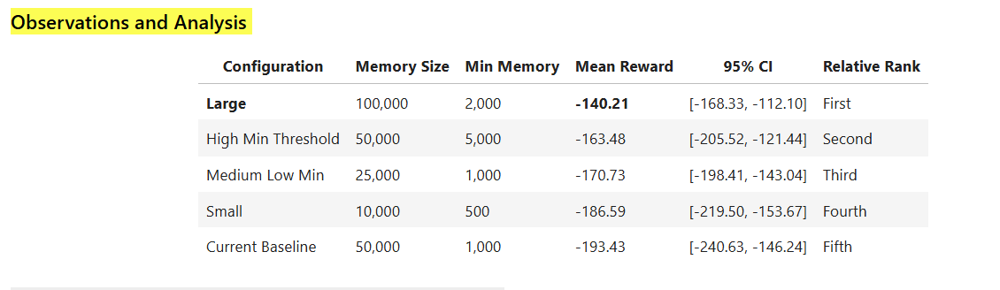 Observations and Analysis
Configuration Memory Size Min Memory Mean Reward 95% CI Relative Rank
Large 100,000 2,000 -140.21 [-168.33, -112.10] First
High Min Threshold 50,000 5,000 -163.48 [-205.52, -121.44] Second
Medium Low Min 25,000 1,000 -170.73 [-198.41, -143.04] Third
Small 10,000 500 -186.59 [-219.50, -153.67] Fourth
Current Baseline 50,000 1,000 -193.43 [-240.63, -146.24] Fifth